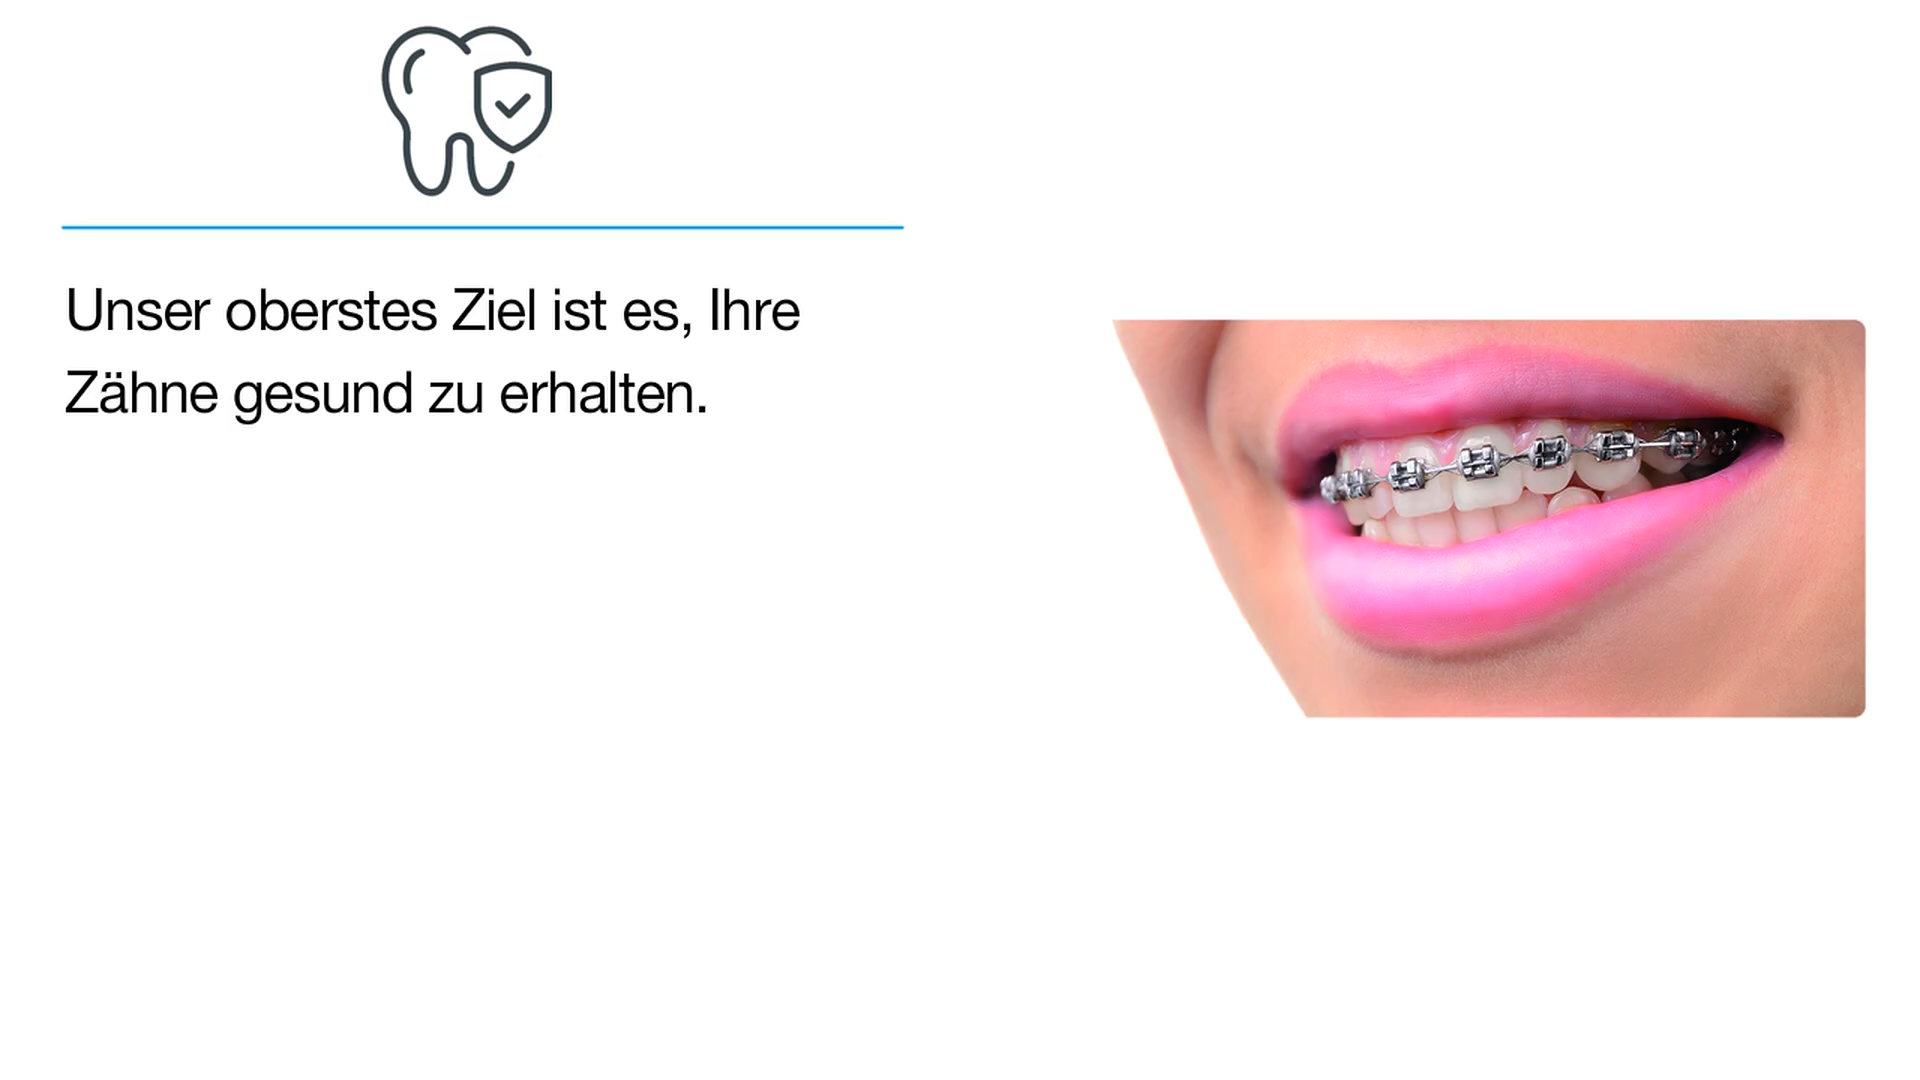 Unser oberstes Ziel ist es, Ihre
Zähne gesund zu erhalten.